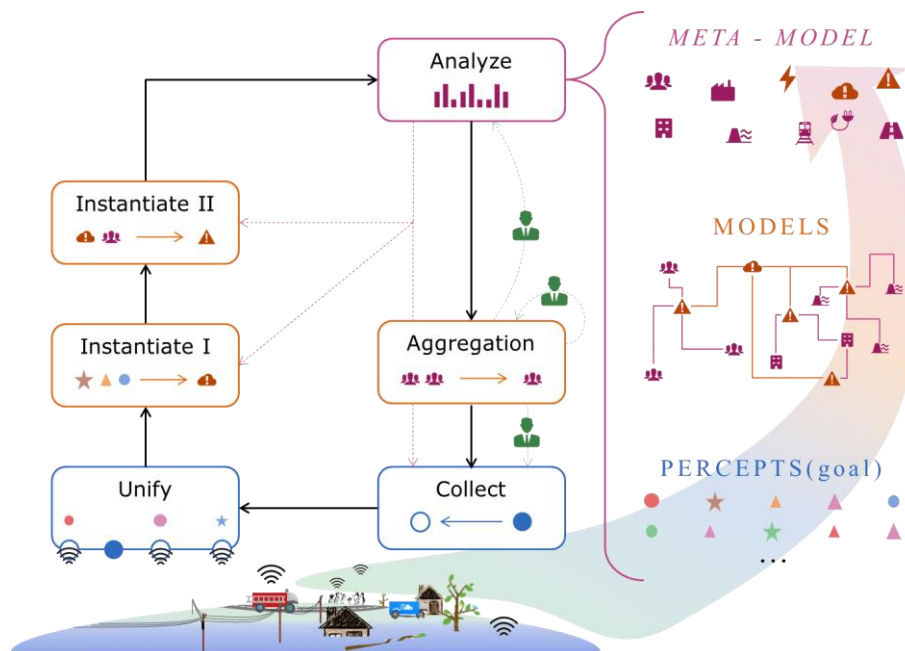 META - MODEL
Analyze
Instantiate II
MODELS
Instantiate I
Aggregation
PERCEPTS(goal)
Unify
Collect
...